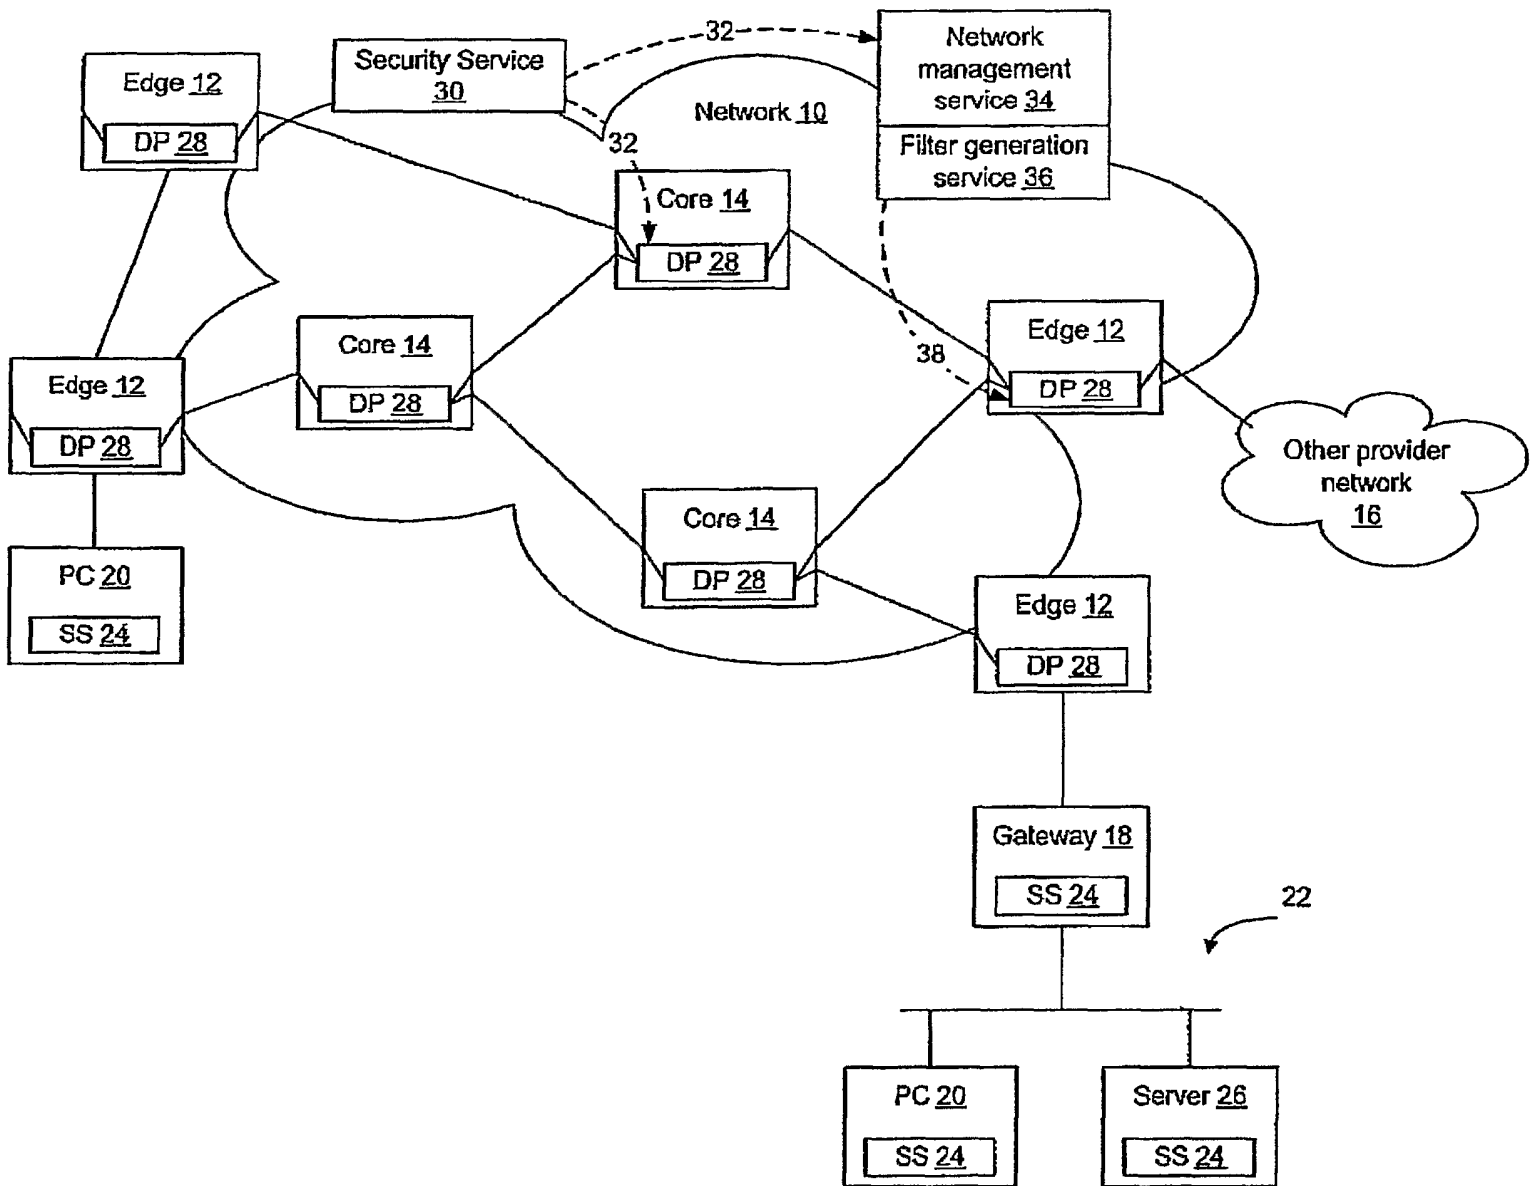 32
Network
management
service 34
Security Service
30
Edge 12
DP 28
Network 10
32
Filter generation
service 36
Core 14
DP 28
Edge 12
DP 28
38
Core 14
DP 28
Edge 12
DP 28
Other provider
network
16
Core 14
DP 28
PC 20
SS 24
Edge 12
DP 28
Gateway 18
SS 24
22
PC 20
SS 24
Server 26
SS 24